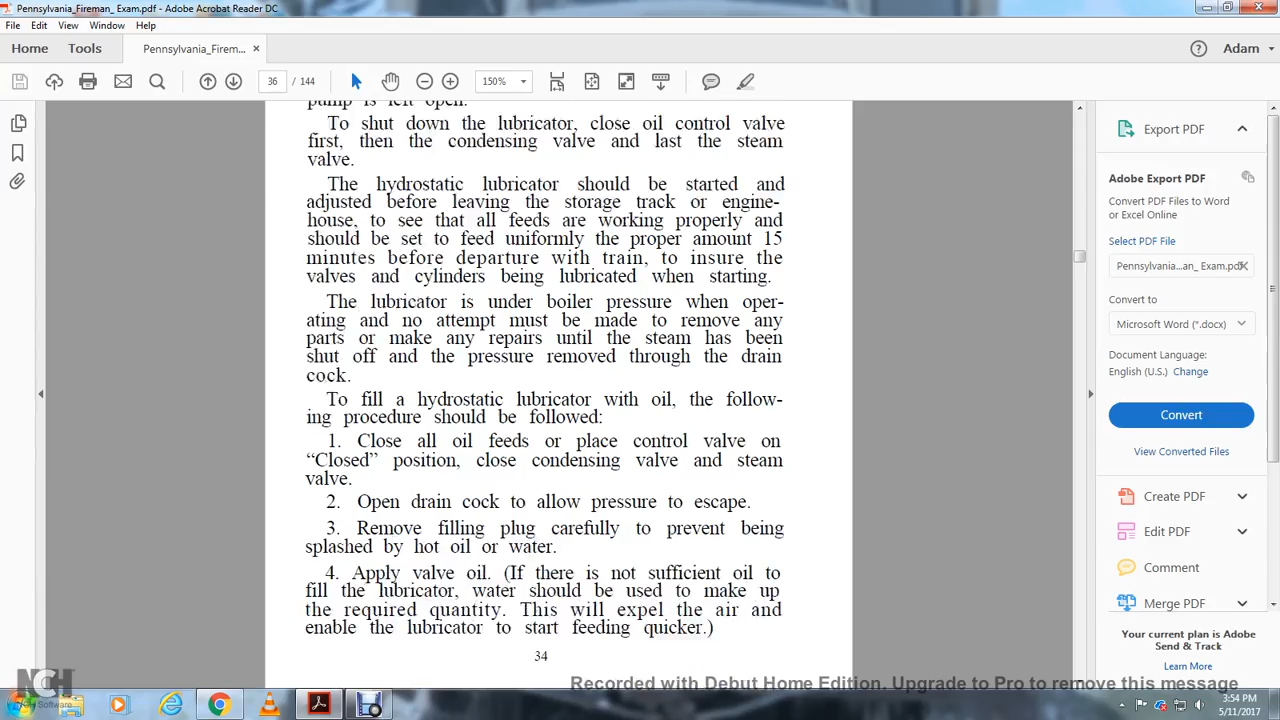 Pennsylvania_Fireman_ Exam.pdf - Adobe Acrobat Reader DC
File Edit View Window Help
Home Tools Pennsylvania_Firem... × Adam
36 / 144 150%
pump is left open.
To shut down the lubricator, close oil control valve
first, then the condensing valve and last the steam
valve.
The hydrostatic lubricator should be started and
adjusted before leaving the storage track or engine-
house, to see that all feeds are working properly and
should be set to feed uniformly the proper amount 15
minutes before departure with train, to insure the
valves and cylinders being lubricated when starting.
The lubricator is under boiler pressure when oper-
ating and no attempt must be made to remove any
parts or make any repairs until the steam has been
shut off and the pressure removed through the drain
cock.
To fill a hydrostatic lubricator with oil, the follow-
ing procedure should be followed:
1. Close all oil feeds or place control valve on
“Closed” position, close condensing valve and steam
valve.
2. Open drain cock to allow pressure to escape.
3. Remove filling plug carefully to prevent being
splashed by hot oil or water.
4. Apply valve oil. (If there is not sufficient oil to
fill the lubricator, water should be used to make up
the required quantity. This will expel the air and
enable the lubricator to start feeding quicker.)
34
Export PDF
Adobe Export PDF
Convert PDF Files to Word
or Excel Online
Select PDF File
Pennsylvania...an_ Exam.pdf
Convert to
Microsoft Word (*.docx)
Document Language:
English (U.S.) Change
Convert
View Converted Files
Create PDF
Edit PDF
Comment
Merge PDF
Your current plan is Adobe
Send & Track
Learn More
NCH
Software
Recorded with Debut Home Edition. Upgrade to Pro to remove this message
3:54 PM
5/11/2017